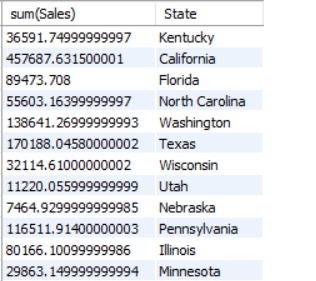 sum(Sales) State
36591.74999999997 Kentucky
457687.631500001 California
89473.708 Florida
55603.16399999997 North Carolina
138641.26999999993 Washington
170188.04580000002 Texas
32114.61000000002 Wisconsin
11220.055999999999 Utah
7464.9299999999985 Nebraska
116511.91400000003 Pennsylvania
80166.10099999986 Illinois
29863.149999999994 Minnesota